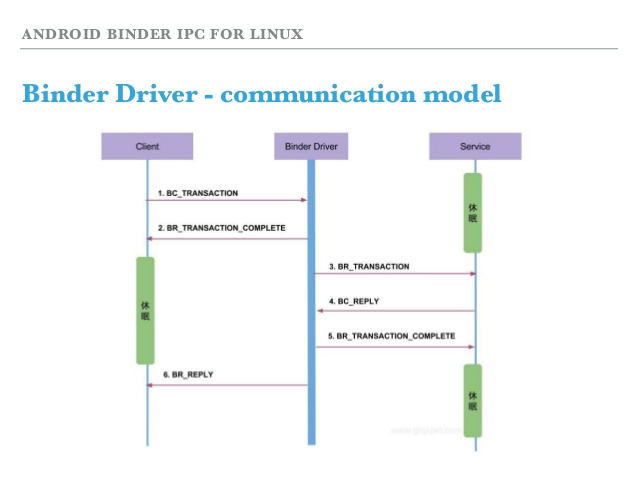 ANDROID BINDER IPC FOR LINUX
Binder Driver - communication model
Client
Binder Driver
Service
1. BC_TRANSACTION
2. BR_TRANSACTION_COMPLETE
休
眠
3. BR_TRANSACTION
休
眠
4. BC_REPLY
5. BR_TRANSACTION_COMPLETE
6. BR_REPLY
休
眠